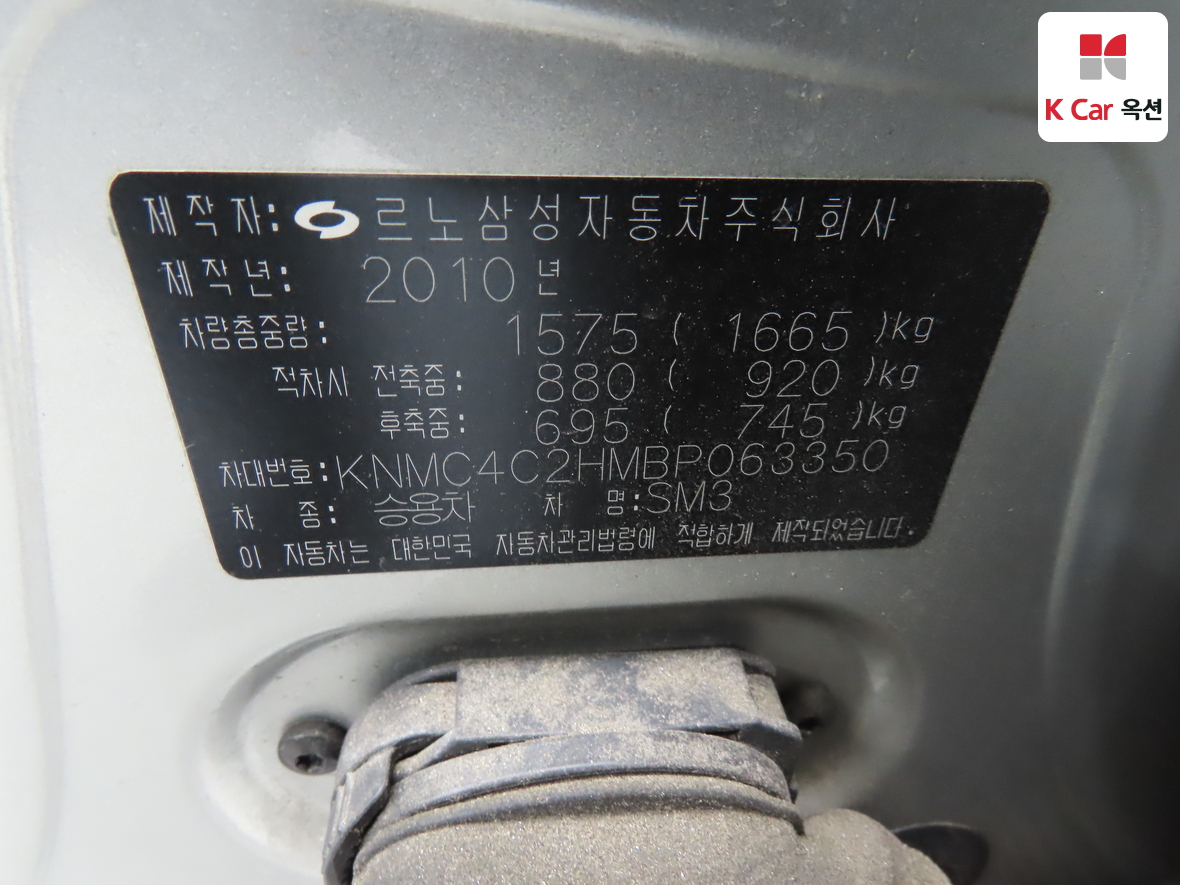 K Car 옥션
제작자: 르노삼성자동차주식회사
제작년: 2010년
차량총중량: 1575 ( 1665 )kg
적차시 전축중: 880 ( 920 )kg
후축중: 695 ( 745 )kg
차대번호:KNMC4C2HMBP063350
차 종: 승용차 차 명:SM3
이 자동차는 대한민국 자동차관리법령에 적합하게 제작되었습니다.